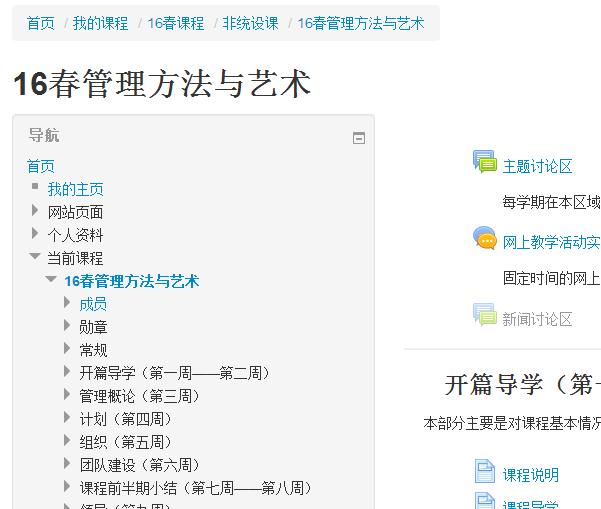 首页 / 我的课程 / 16春课程 / 非统设课 / 16春管理方法与艺术
16春管理方法与艺术
导航
首页
我的主页
网站页面
个人资料
当前课程
16春管理方法与艺术
成员
勋章
常规
开篇导学（第一周——第二周）
管理概论（第三周）
计划（第四周）
组织（第五周）
团队建设（第六周）
课程前半期小结（第七周——第八周）
领导（第九周）
主题讨论区
每学期在本区域
网上教学活动实
固定时间的网上
新闻讨论区
开篇导学（第一
本部分主要是对课程基本情况
课程说明
课程导学